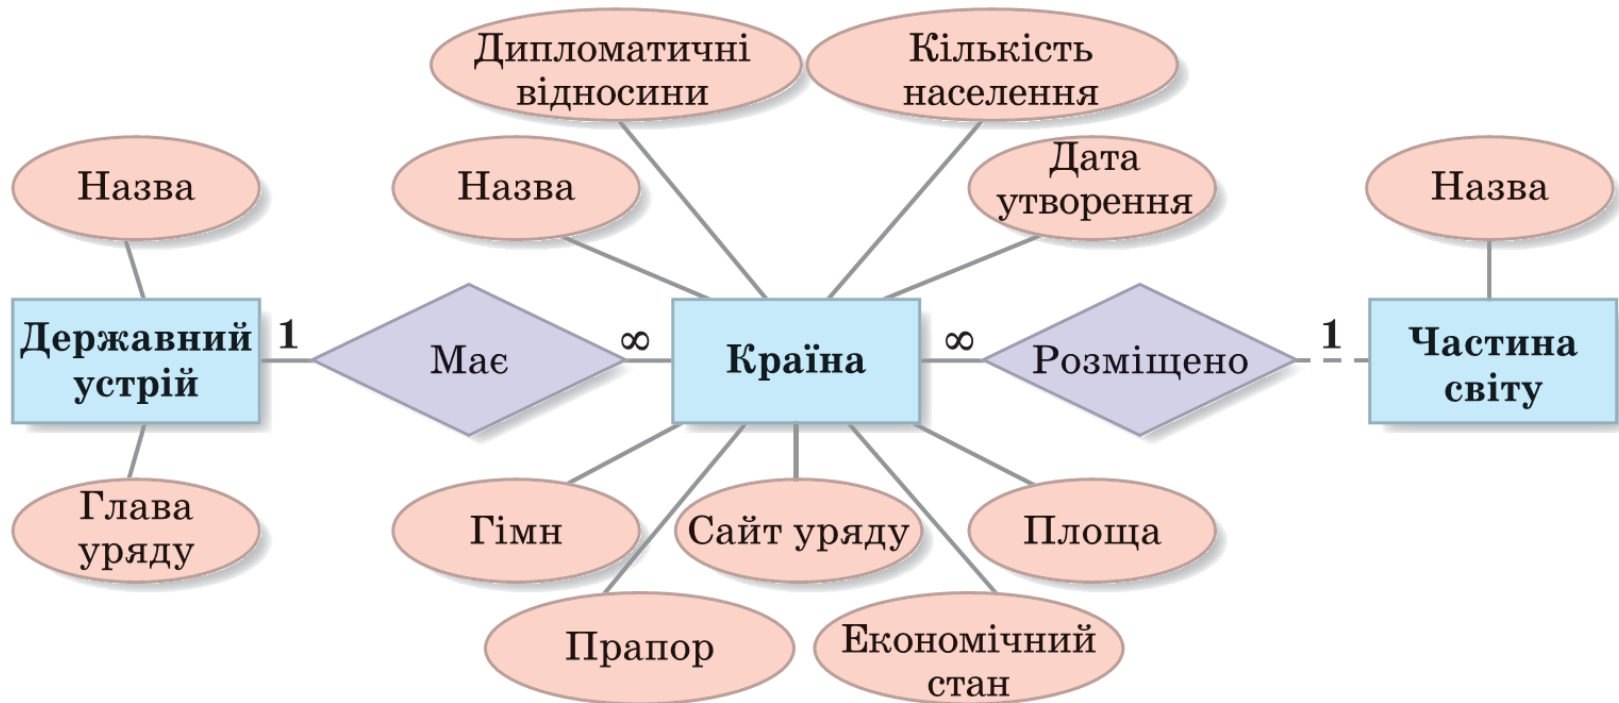 Дипломатичні
відносини
Кількість
населення
Назва
Назва
Дата
утворення
Назва
Державний
устрій
1
Має
∞
Країна
∞
Розміщено
1
Частина
світу
Глава
уряду
Гімн
Сайт уряду
Площа
Прапор
Економічний
стан